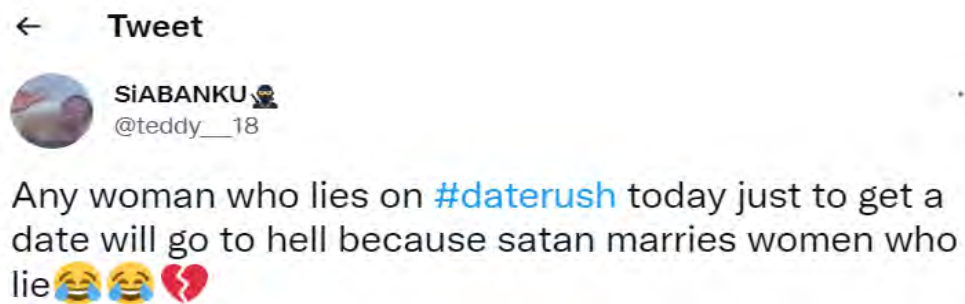 ← Tweet
SiABANKU🥷
@teddy__18
Any woman who lies on #daterush today just to get a
date will go to hell because satan marries women who
lie😂😂💔